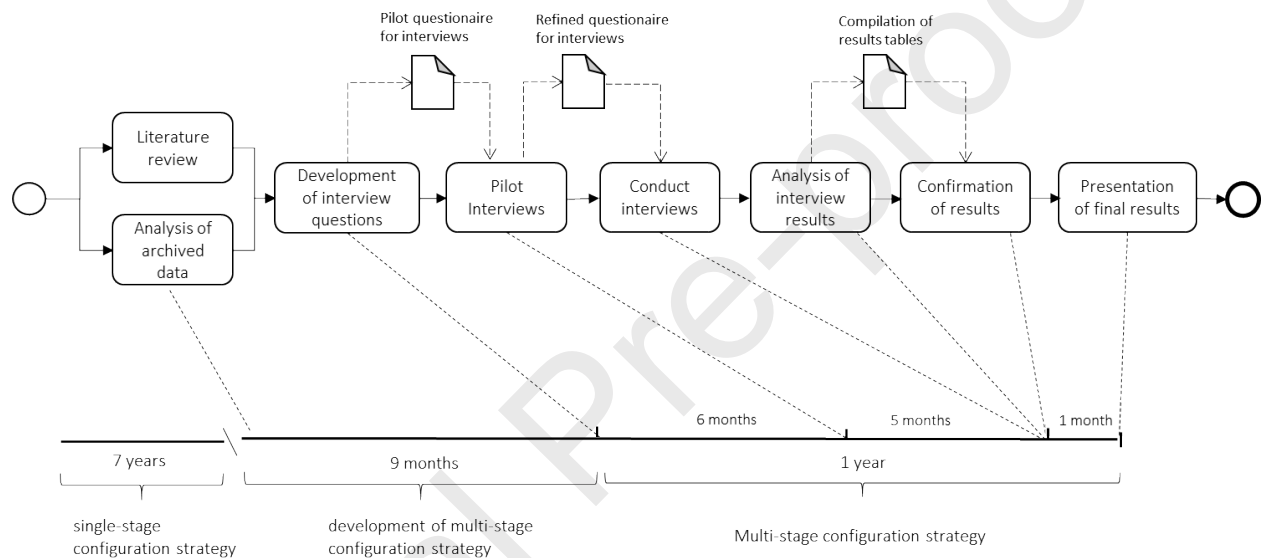 Pilot questionaire
for interviews
Refined questionaire
for interviews
Compilation of
results tables
Literature
review
Analysis of
archived
data
Development
of interview
questions
Pilot
Interviews
Conduct
interviews
Analysis of
interview
results
Confirmation
of results
Presentation
of final results
6 months
5 months
1 month
7 years
9 months
1 year
single-stage
configuration strategy
development of multi-stage
configuration strategy
Multi-stage configuration strategy
al Pre-proo